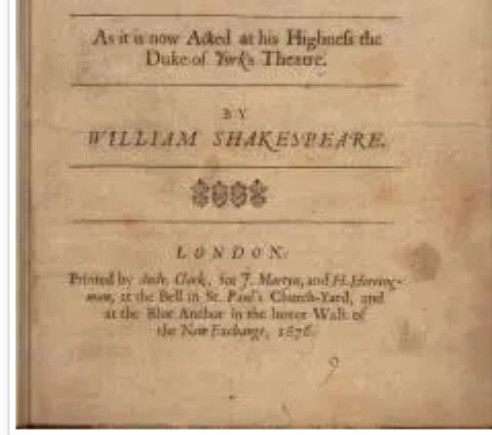 As it is now Acted at his Highneſs the
Duke of York's Theatre.
BY
WILLIAM SHAKESPEARE.
LONDON:
Printed by Andr. Clark, for J. Martyn, and H. Herring-
man, at the Bell in St. Paul's Church-Yard, and
at the Blue Anchor in the lower Walk of
the New Exchange, 1676.
9